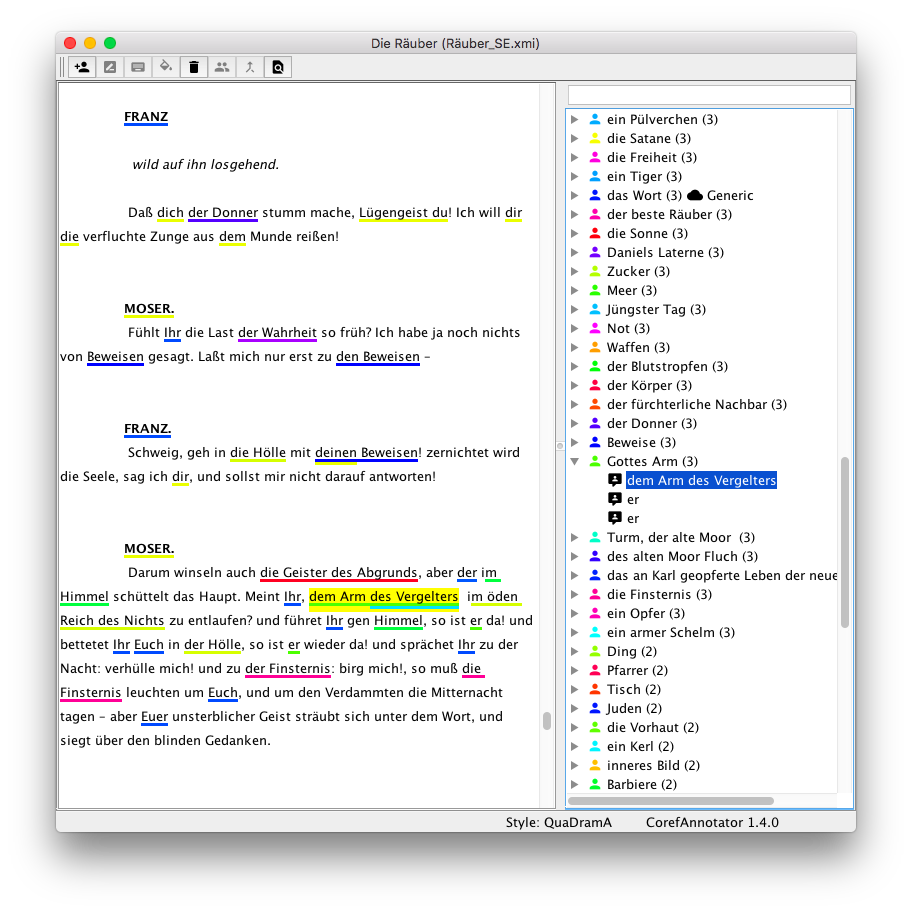 Die Räuber (Räuber_SE.xmi)
FRANZ
wild auf ihn losgehend.
Daß dich der Donner stumm mache, Lügengeist du! Ich will dir
die verfluchte Zunge aus dem Munde reißen!
MOSER.
Fühlt Ihr die Last der Wahrheit so früh? Ich habe ja noch nichts
von Beweisen gesagt. Laßt mich nur erst zu den Beweisen –
FRANZ.
Schweig, geh in die Hölle mit deinen Beweisen! zernichtet wird
die Seele, sag ich dir, und sollst mir nicht darauf antworten!
MOSER.
Darum winseln auch die Geister des Abgrunds, aber der im
Himmel schüttelt das Haupt. Meint Ihr, dem Arm des Vergelters im öden
Reich des Nichts zu entlaufen? und führet Ihr gen Himmel, so ist er da! und
bettetet Ihr Euch in der Hölle, so ist er wieder da! und sprächet Ihr zu der
Nacht: verhülle mich! und zu der Finsternis: birg mich!, so muß die
Finsternis leuchten um Euch, und um den Verdammten die Mitternacht
tagen – aber Euer unsterblicher Geist sträubt sich unter dem Wort, und
siegt über den blinden Gedanken.
ein Pülverchen (3)
die Satane (3)
die Freiheit (3)
ein Tiger (3)
das Wort (3) Generic
der beste Räuber (3)
die Sonne (3)
Daniels Laterne (3)
Zucker (3)
Meer (3)
Jüngster Tag (3)
Not (3)
Waffen (3)
der Blutstropfen (3)
der Körper (3)
der fürchterliche Nachbar (3)
der Donner (3)
Beweise (3)
Gottes Arm (3)
dem Arm des Vergelters
er
er
Turm, der alte Moor (3)
des alten Moor Fluch (3)
das an Karl geopferte Leben der neue
die Finsternis (3)
ein Opfer (3)
ein armer Schelm (3)
Ding (2)
Pfarrer (2)
Tisch (2)
Juden (2)
die Vorhaut (2)
ein Kerl (2)
inneres Bild (2)
Barbiere (2)
Style: QuaDramA CorefAnnotator 1.4.0